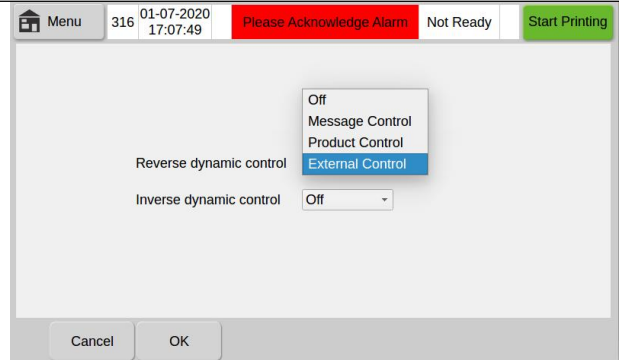 Menu
316
01-07-2020
17:07:49
Please Acknowledge Alarm
Not Ready
Start Printing
Off
Message Control
Product Control
Reverse dynamic control External Control
Inverse dynamic control Off
Cancel OK